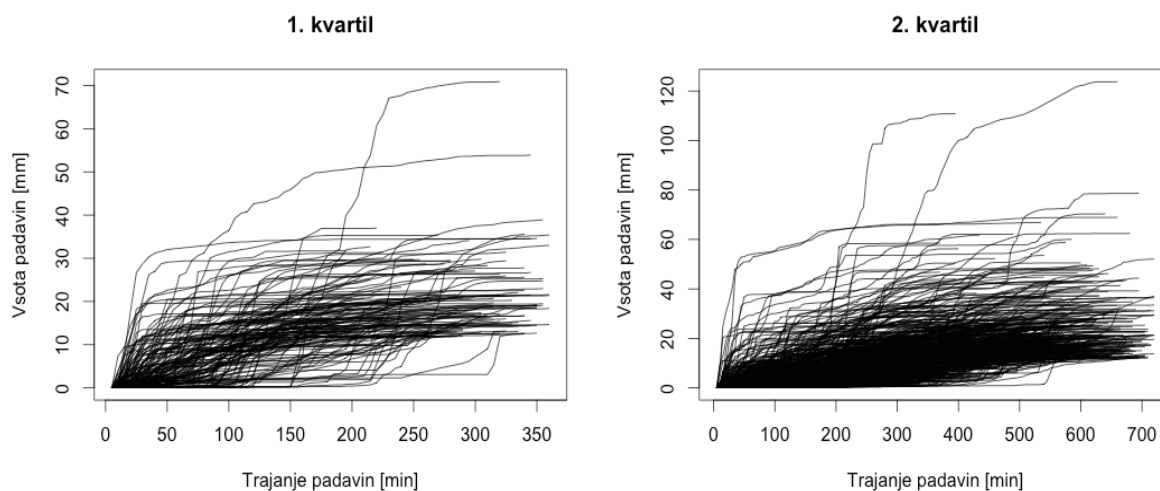 1. kvartil
Vsota padavin [mm]
70
60
50
40
30
20
10
0
0 50 100 150 200 250 300 350
Trajanje padavin [min]
2. kvartil
Vsota padavin [mm]
120
100
80
60
40
20
0
0 100 200 300 400 500 600 700
Trajanje padavin [min]